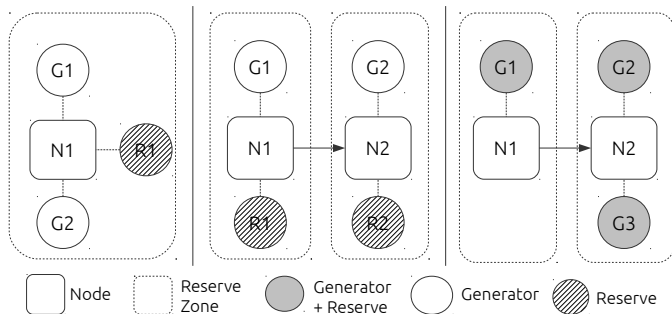 G1
G1
G2
G1
G2
N1
R1
N1
N2
N1
N2
G2
R1
R2
G3
Node
Reserve
Zone
Generator
+ Reserve
Generator
Reserve